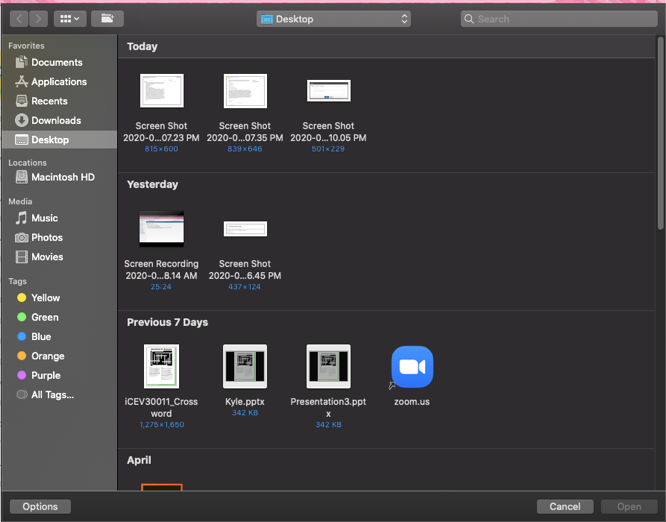 Desktop
Search
Favorites
Documents
Applications
Recents
Downloads
Desktop
Locations
Macintosh HD
Media
Music
Photos
Movies
Tags
Yellow
Green
Blue
Orange
Purple
All Tags...
Today
Screen Shot
2020-0...07.23 PM
815×600
Screen Shot
2020-0...07.35 PM
839×646
Screen Shot
2020-0...10.05 PM
501×229
Yesterday
Screen Recording
2020-0...8.14 AM
25:24
Screen Shot
2020-0...6.45 PM
437×124
Previous 7 Days
iCEV30011_Cross
word
1,275×1,650
Kyle.pptx
342 KB
Presentation3.ppt
x
342 KB
zoom.us
April
Options
Cancel
Open